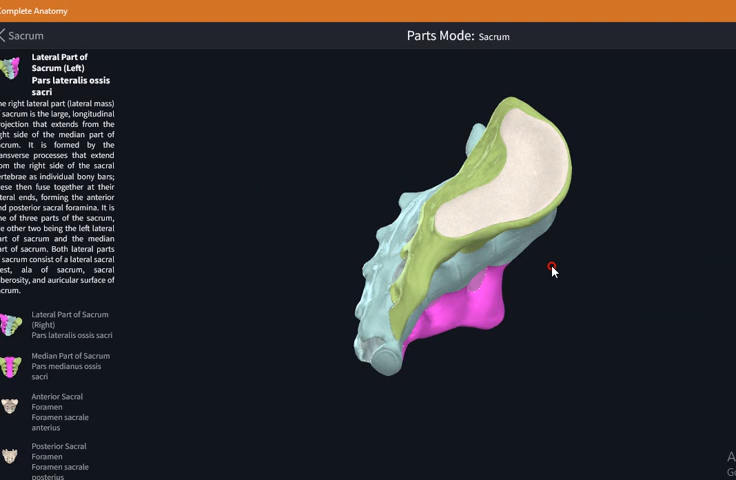 Complete Anatomy
Sacrum
Parts Mode: Sacrum
Lateral Part of
Sacrum (Left)
Pars lateralis ossis
sacri
he right lateral part (lateral mass)
sacrum is the large, longitudinal
rojection that extends from the
ght side of the median part of
crum. It is formed by the
ansverse processes that extend
om the right side of the sacral
ertebrae as individual bony bars;
ese then fuse together at their
teral ends, forming the anterior
nd posterior sacral foramina. It is
ne of three parts of the sacrum,
e other two being the left lateral
art of sacrum and the median
art of sacrum. Both lateral parts
sacrum consist of a lateral sacral
est, ala of sacrum, sacral
berosity, and auricular surface of
crum.
Lateral Part of Sacrum
(Right)
Pars lateralis ossis sacri
Median Part of Sacrum
Pars medianus ossis
sacri
Anterior Sacral
Foramen
Foramen sacrale
anterius
Posterior Sacral
Foramen
Foramen sacrale
posterius
A
Go